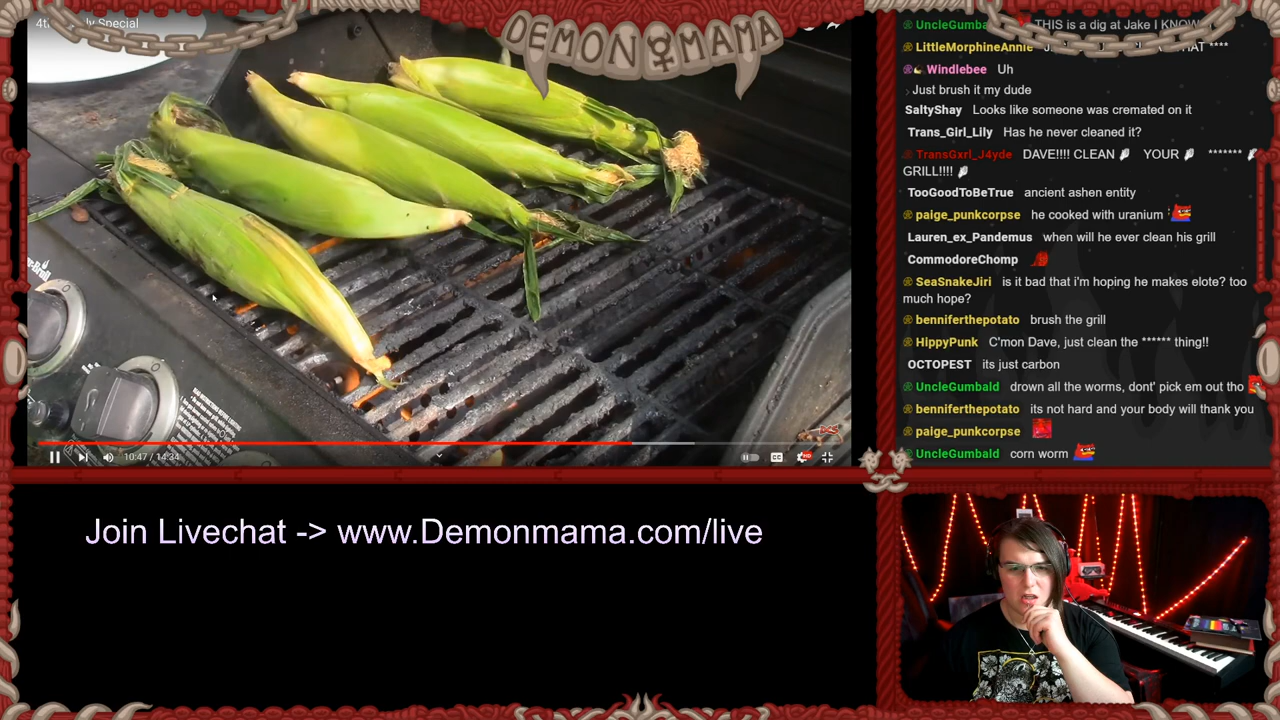 DEMON MAMA
UncleGumba THIS is a dig at Jake I KNOW
LittleMorphineAnnie HAT ****
Windlebee Uh
Just brush it my dude
SaltyShay Looks like someone was cremated on it
Trans_Girl_Lily Has he never cleaned it?
TransGxrl_J4yde DAVE!!!! CLEAN YOUR *******
GRILL!!!!
TooGoodToBeTrue ancient ashen entity
paige_punkcorpse he cooked with uranium
Lauren_ex_Pandemus when will he ever clean his grill
CommodoreChomp
SeaSnakeJiri is it bad that i'm hoping he makes elote? too
much hope?
benniferthepotato brush the grill
HippyPunk C'mon Dave, just clean the ****** thing!!
OCTOPEST its just carbon
UncleGumbald drown all the worms, dont' pick em out tho
benniferthepotato its not hard and your body will thank you
paige_punkcorpse
UncleGumbald corn worm
4t Special
10:47 / 14:34
CC
HD
Join Livechat -> www.Demonmama.com/live